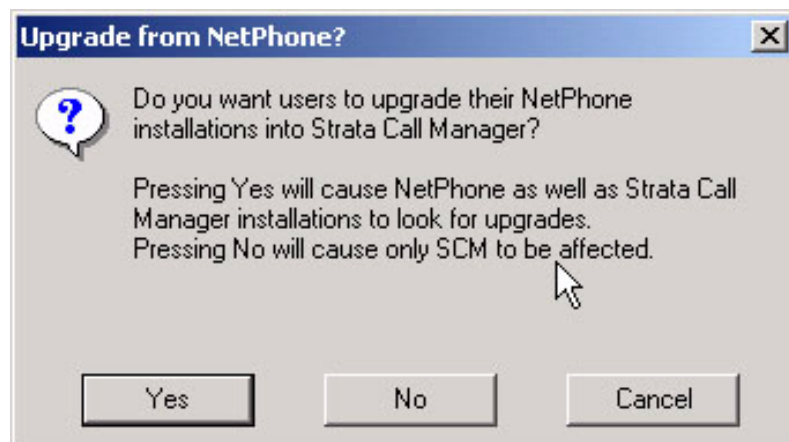 Upgrade from NetPhone?
Do you want users to upgrade their NetPhone
installations into Strata Call Manager?
Pressing Yes will cause NetPhone as well as Strata Call
Manager installations to look for upgrades.
Pressing No will cause only SCM to be affected.
Yes No Cancel